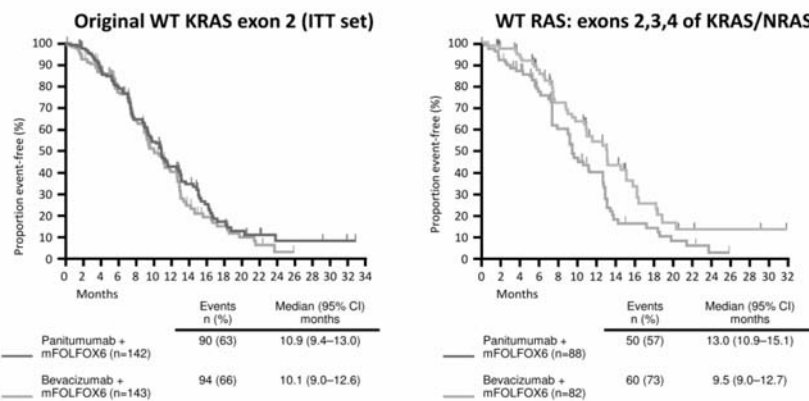 Original WT KRAS exon 2 (ITT set)
100
90
80
70
60
50
40
30
20
10
0
Proportion event-free (%)
0 2 4 6 8 10 12 14 16 18 20 22 24 26 28 30 32 34
Months
Events Median (95% CI)
n (%) months
Panitumumab + 90 (63) 10.9 (9.4–13.0)
mFOLFOX6 (n=142)
Bevacizumab + 94 (66) 10.1 (9.0–12.6)
mFOLFOX6 (n=143)
WT RAS: exons 2,3,4 of KRAS/NRAS
100
90
80
70
60
50
40
30
20
10
0
Proportion event-free (%)
0 2 4 6 8 10 12 14 16 18 20 22 24 26 28 30 32
Months
Events Median (95% CI)
n (%) months
Panitumumab + 50 (57) 13.0 (10.9–15.1)
mFOLFOX6 (n=88)
Bevacizumab + 60 (73) 9.5 (9.0–12.7)
mFOLFOX6 (n=82)